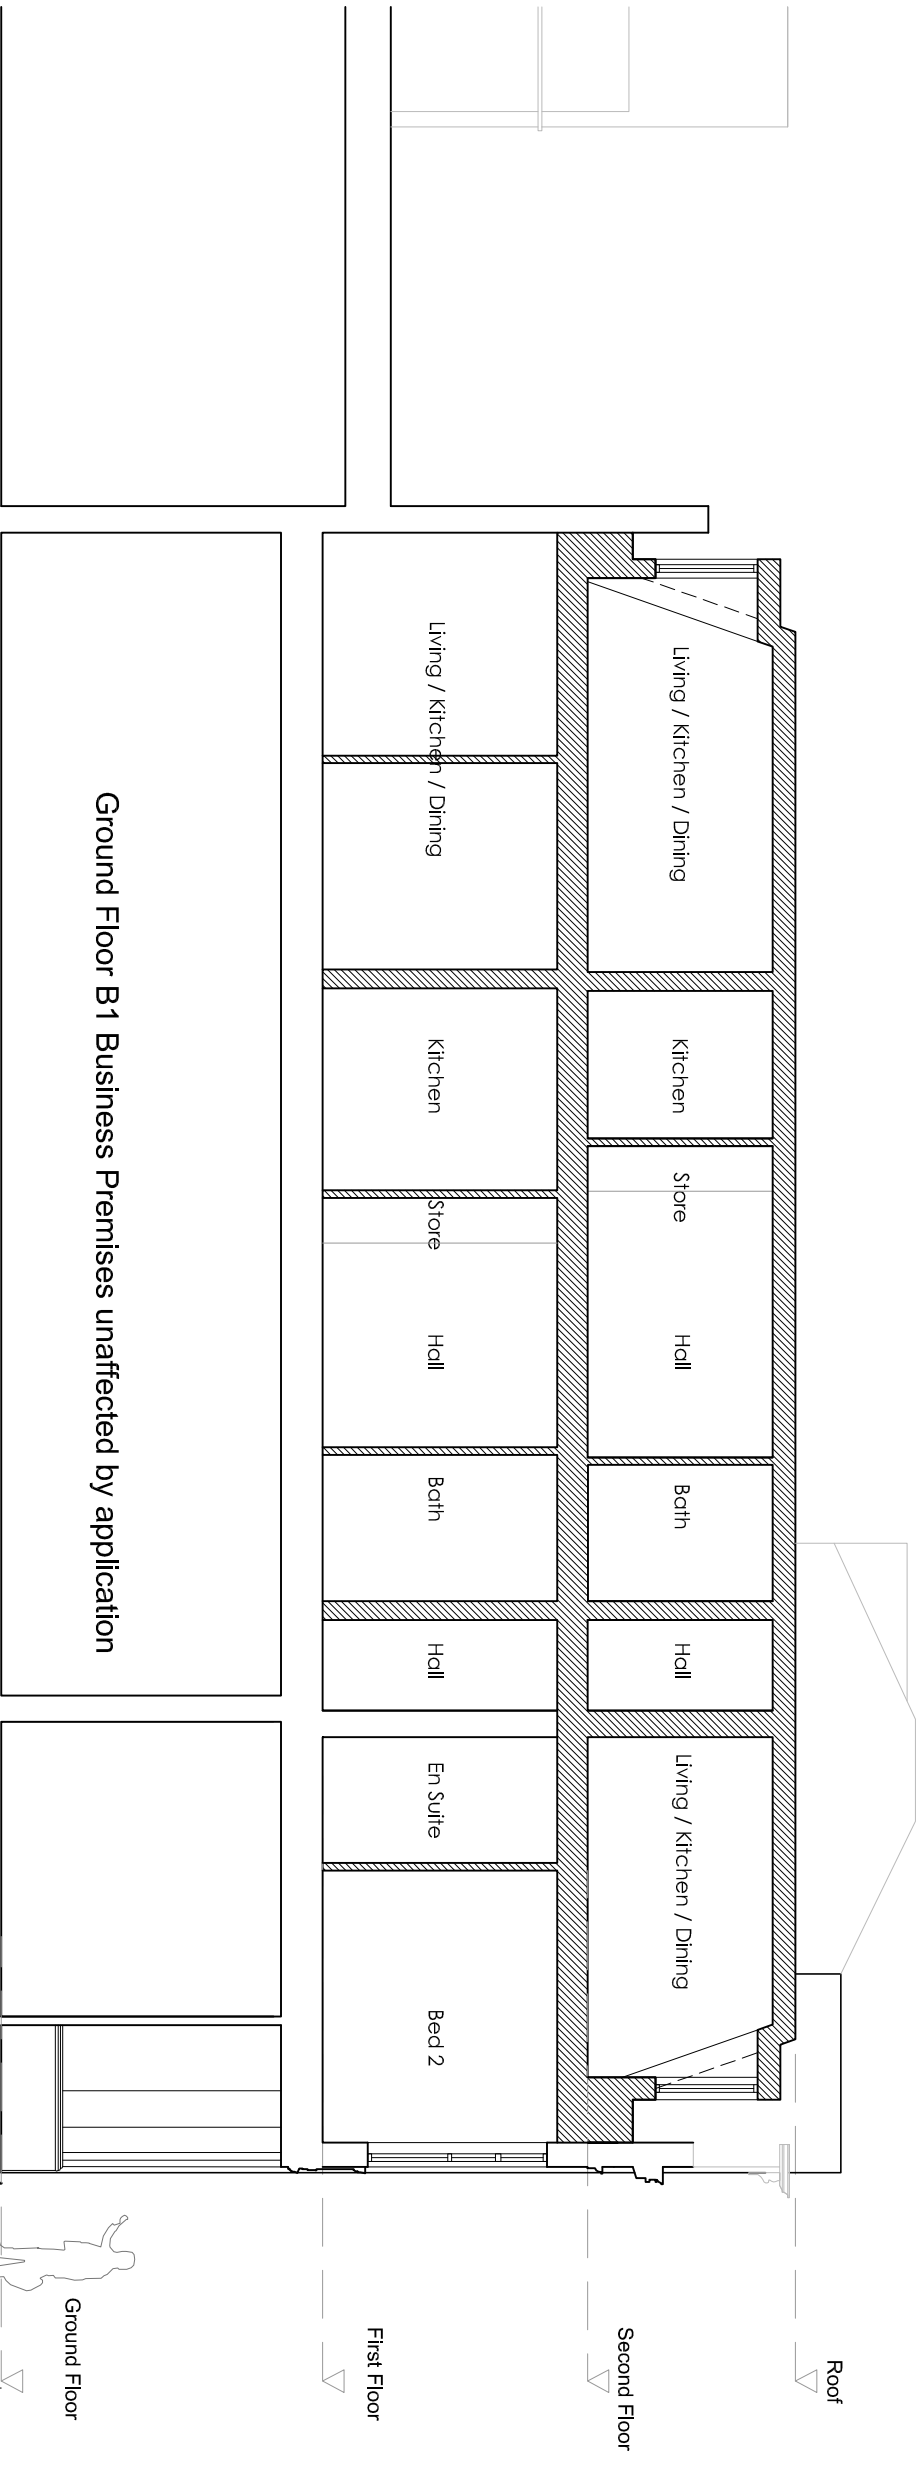 Roof
Living / Kitchen / Dining
Kitchen
Store
Hall
Bath
Hall
Living / Kitchen / Dining
Second Floor
Living / Kitchen / Dining
Kitchen
Store
Hall
Bath
Hall
En Suite
Bed 2
First Floor
Ground Floor B1 Business Premises unaffected by application
Ground Floor